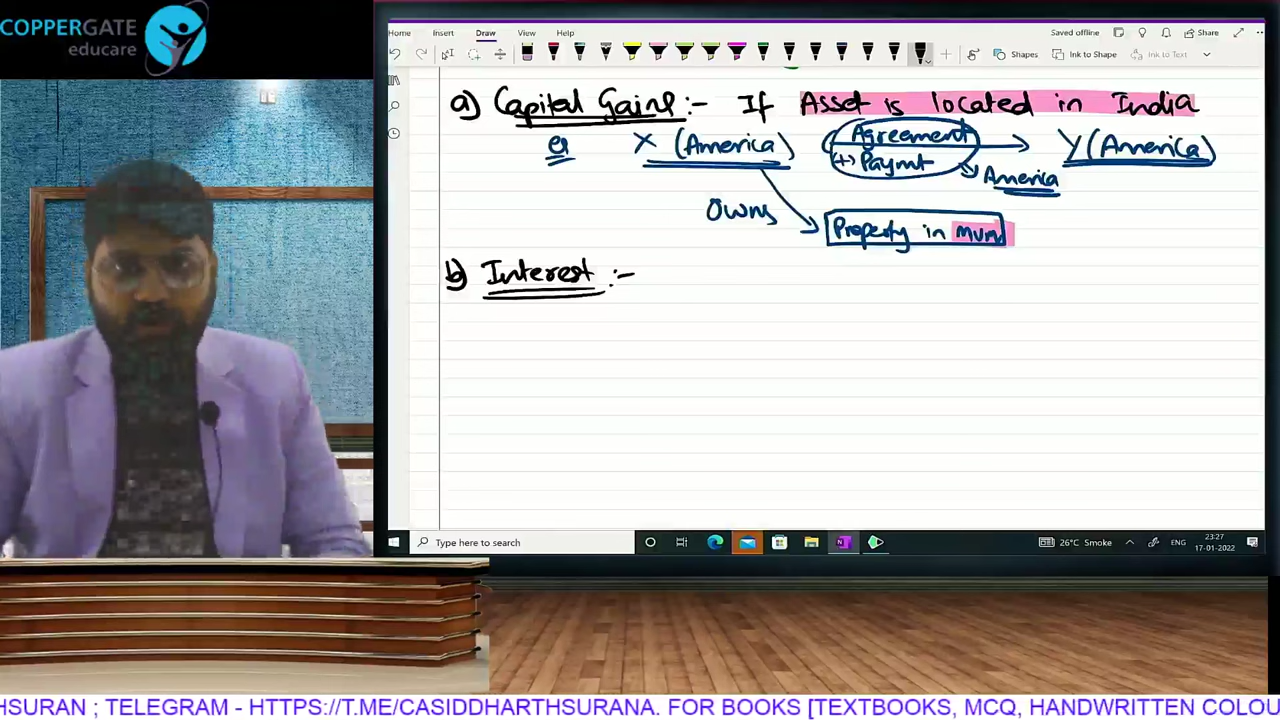 COPPERGATE
educare
Home Insert Draw View Help
Saved offline
Share
Shapes
Ink to Shape
Ink to Text
a) Capital Gains :- If Asset is located in India
eg X (America) Agreement Y (America)
(+) Paymt America
Owns
Property in mum
b) Interest :-
Type here to search
26°C Smoke
ENG
23:27
17-01-2022
HSURAN ; TELEGRAM - HTTPS://T.ME/CASIDDHARTHSURANA. FOR BOOKS [TEXTBOOKS, MCQ, HANDWRITTEN COLOU